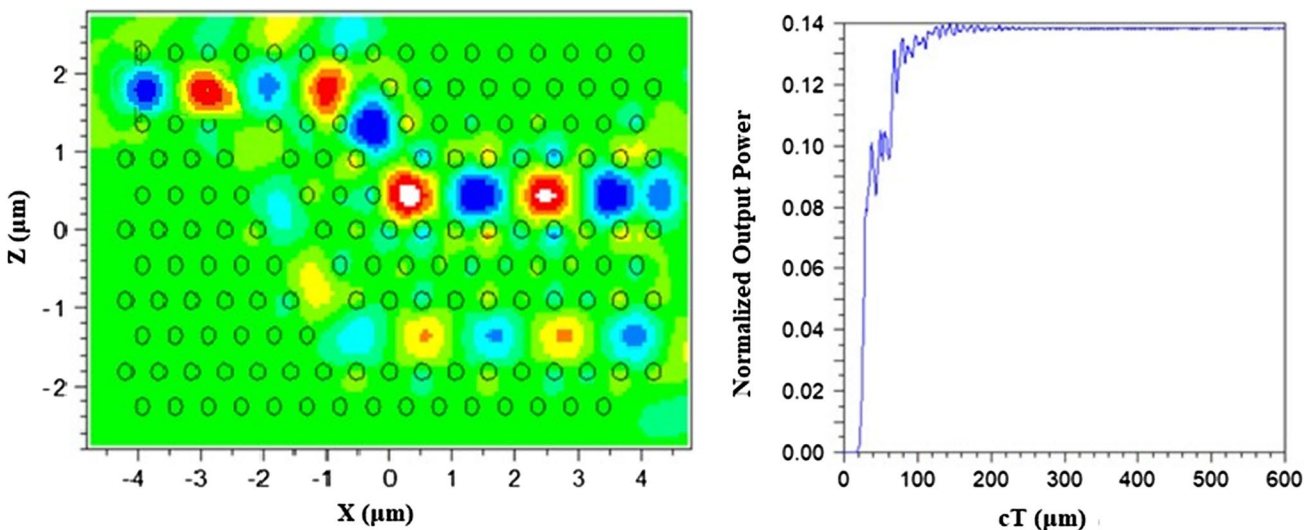 2
1
0
-1
-2
Z (μm)
-4 -3 -2 -1 0 1 2 3 4
X (μm)
0.14
0.12
0.10
0.08
0.06
0.04
0.02
0.00
Normalized Output Power
0 100 200 300 400 500 600
cT (μm)